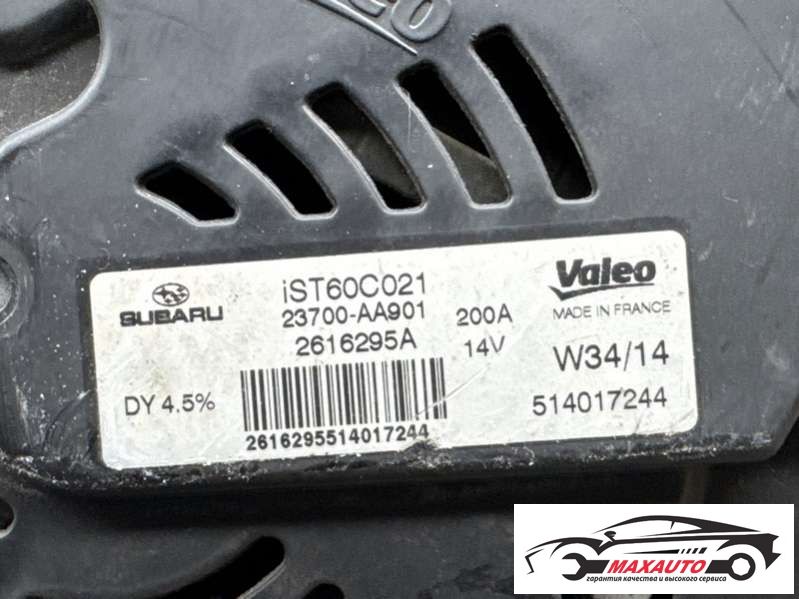 Valeo
SUBARU
iST60C021
23700-AA901
2616295A
200A
14V
Valeo
MADE IN FRANCE
W34/14
514017244
DY 4.5%
2616295514017244
MAXAUTO
гарантия качества и высокого сервиса